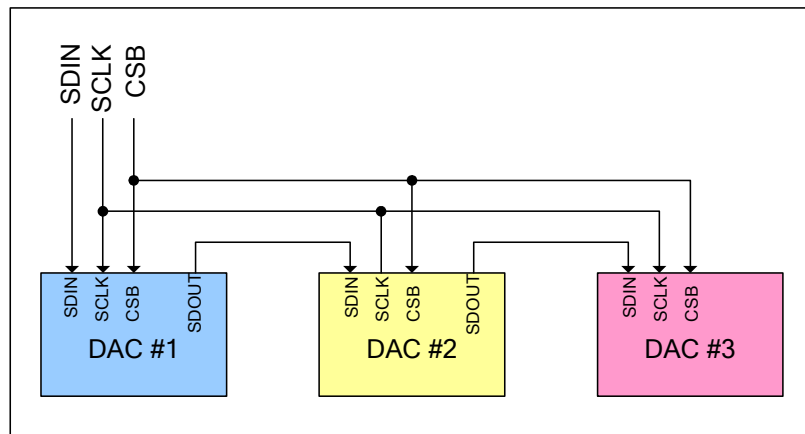 SDIN
SCLK
CSB
SDIN
SCLK
CSB
SDOUT
DAC #1
SDIN
SCLK
CSB
SDOUT
DAC #2
SDIN
SCLK
CSB
DAC #3